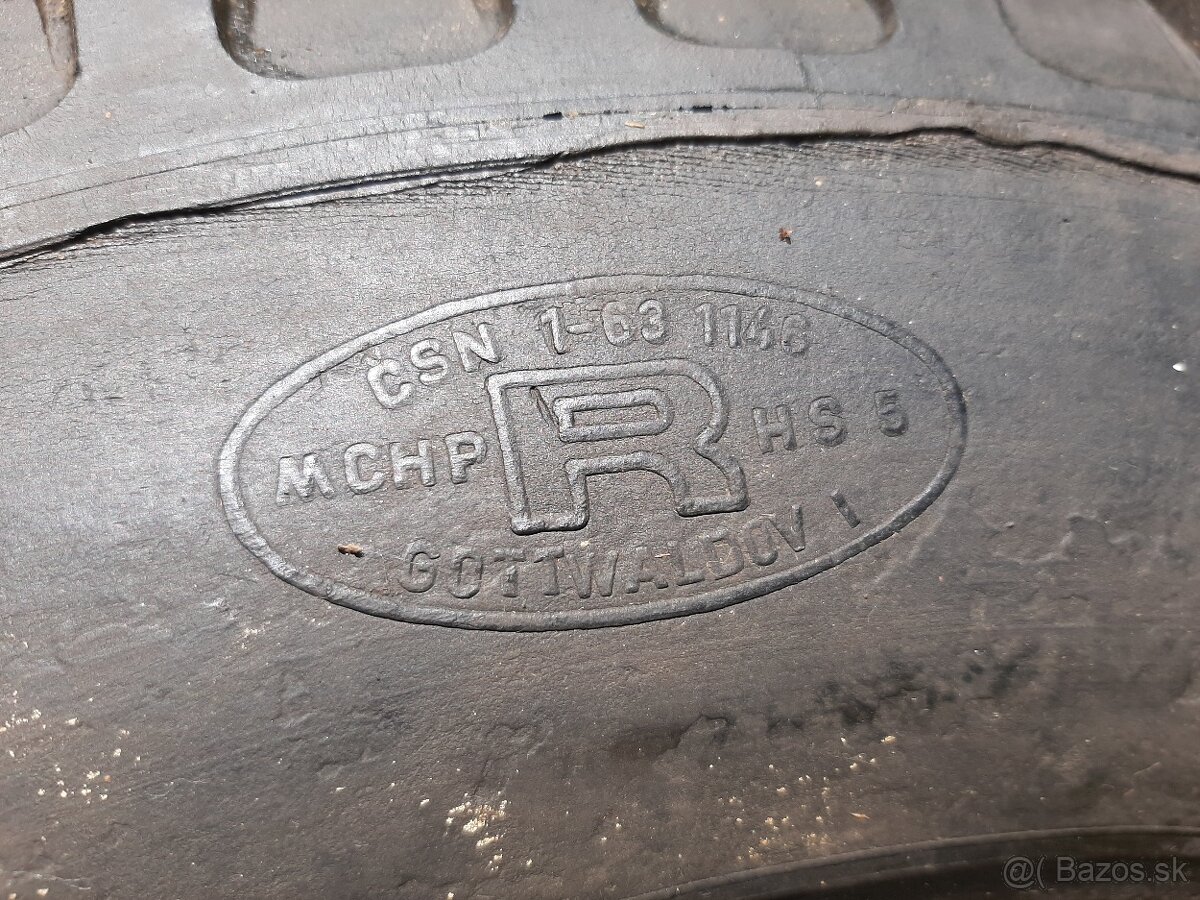 ČSN 1-63 1146
MCHP R HS 5
GOTTWALDOV I
@( Bazos.sk